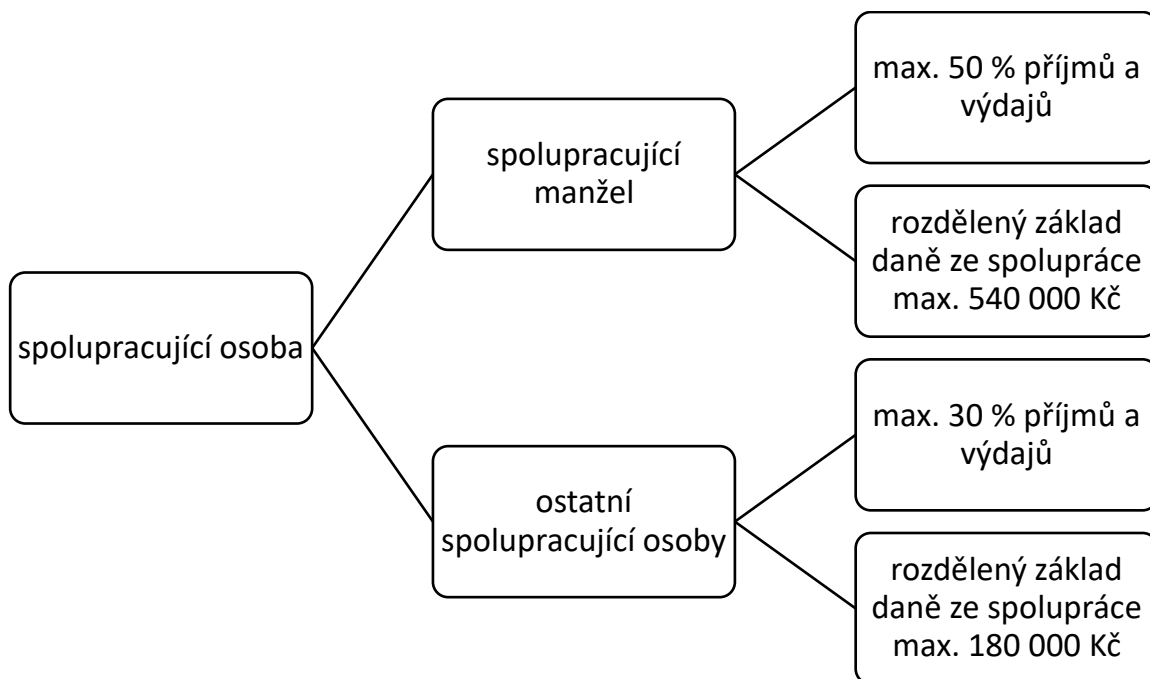 spolupracující osoba
spolupracující
manžel
max. 50 % příjmů a
výdajů
rozdělený základ
daně ze spolupráce
max. 540 000 Kč
ostatní
spolupracující osoby
max. 30 % příjmů a
výdajů
rozdělený základ
daně ze spolupráce
max. 180 000 Kč